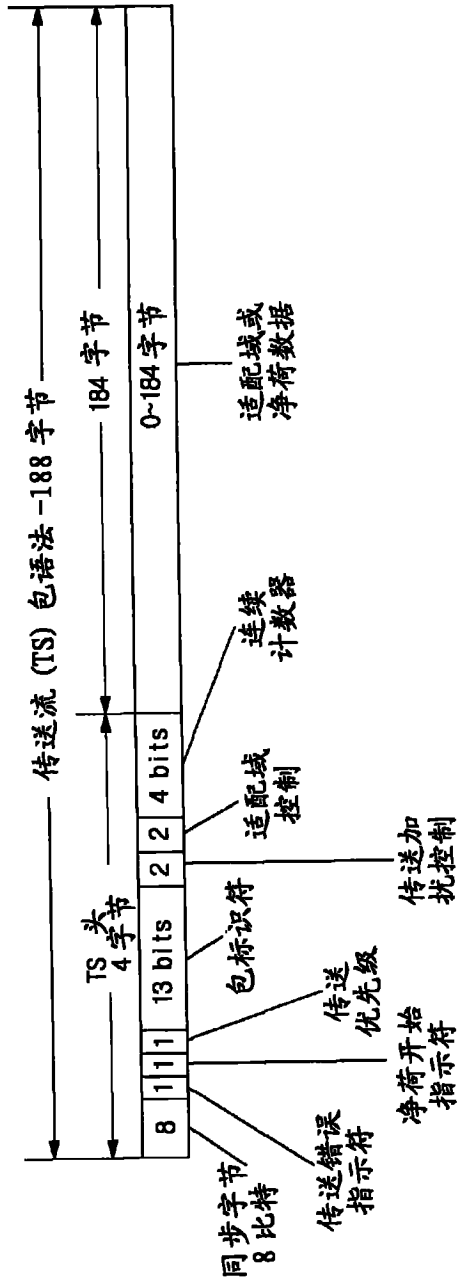 传送流 (TS) 包语法-188 字节
TS 头
4 字节
184 字节
8
1
1
1
13 bits
2
2
4 bits
0~184 字节
同步字节
8 比特
传送错误
指示符
净荷开始
指示符
传送
优先级
包标识符
传送加
扰控制
适配域
控制
连续
计数器
适配域或
净荷数据